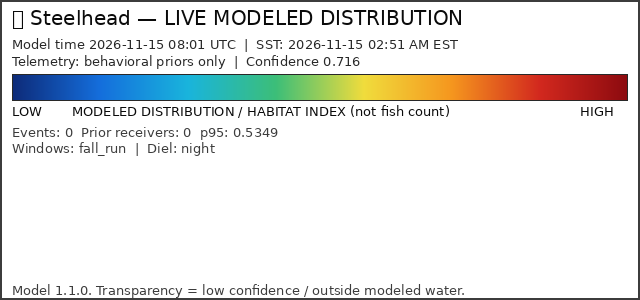 Steelhead — LIVE MODELED DISTRIBUTION
Model time 2026-11-15 08:01 UTC | SST: 2026-11-15 02:51 AM EST
Telemetry: behavioral priors only | Confidence 0.716
LOW MODELED DISTRIBUTION / HABITAT INDEX (not fish count) HIGH
Events: 0 Prior receivers: 0 p95: 0.5349
Windows: fall_run | Diel: night
Model 1.1.0. Transparency = low confidence / outside modeled water.